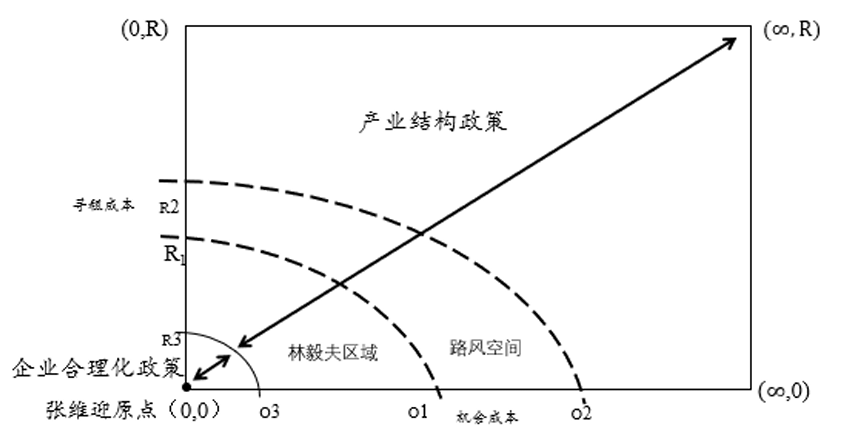 (0,R)
(∞,R)
产业结构政策
寻租成本
R2
R1
R3
林毅夫区域
路风空间
企业合理化政策
(∞,0)
张维迎原点（0,0）
o3
o1
机会成本
o2